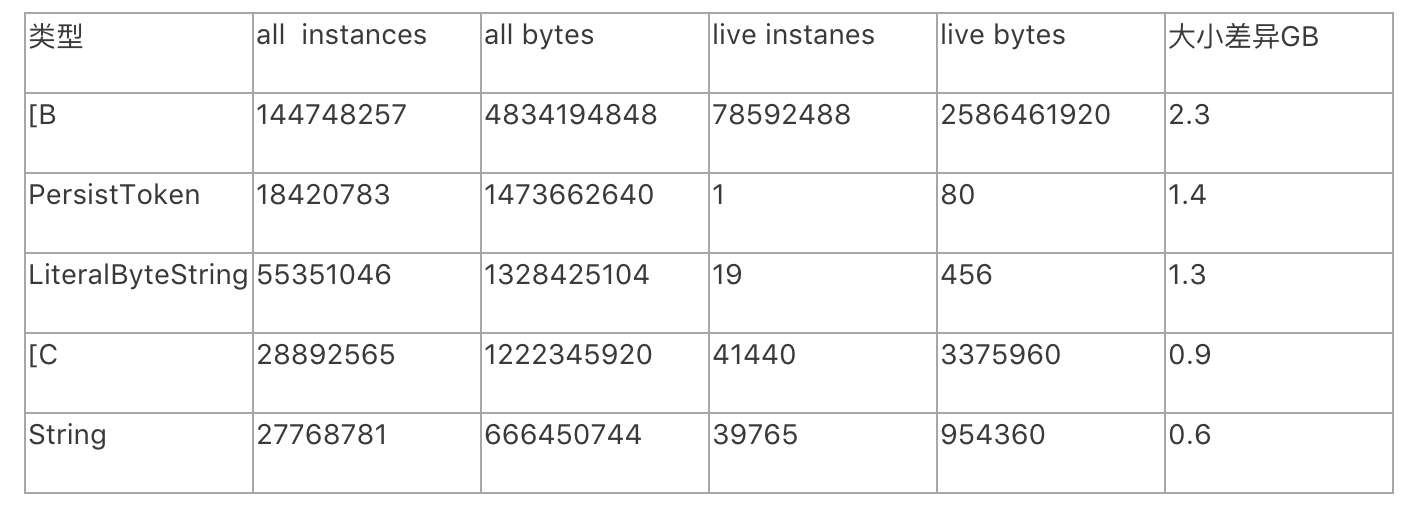 类型 all  instances all bytes live instanes live bytes 大小差异GB
[B 144748257 4834194848 78592488 2586461920 2.3
PersistToken 18420783 1473662640 1 80 1.4
LiteralByteString 55351046 1328425104 19 456 1.3
[C 28892565 1222345920 41440 3375960 0.9
String 27768781 666450744 39765 954360 0.6